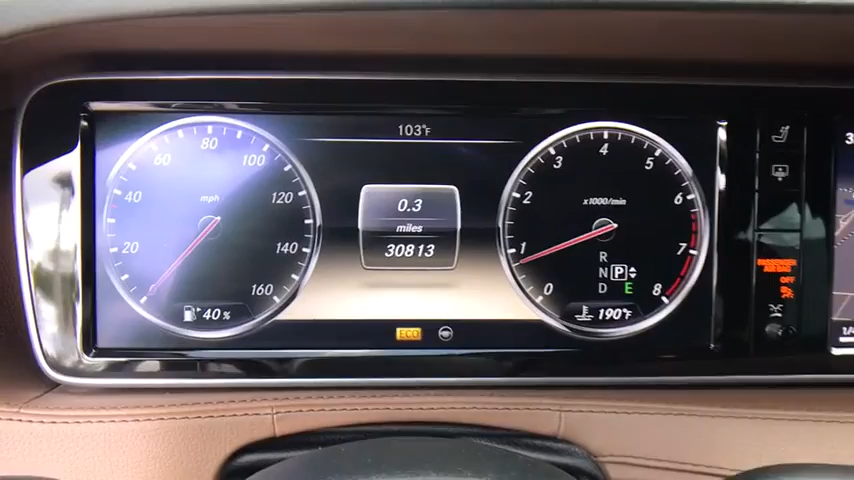 103°F
20
40
60
80
100
120
140
160
mph
40%
0.3
miles
30813
ECO
0
1
2
3
4
5
6
7
8
x1000/min
R
N P
D E
190°F
PASSENGER
AIR BAG
OFF